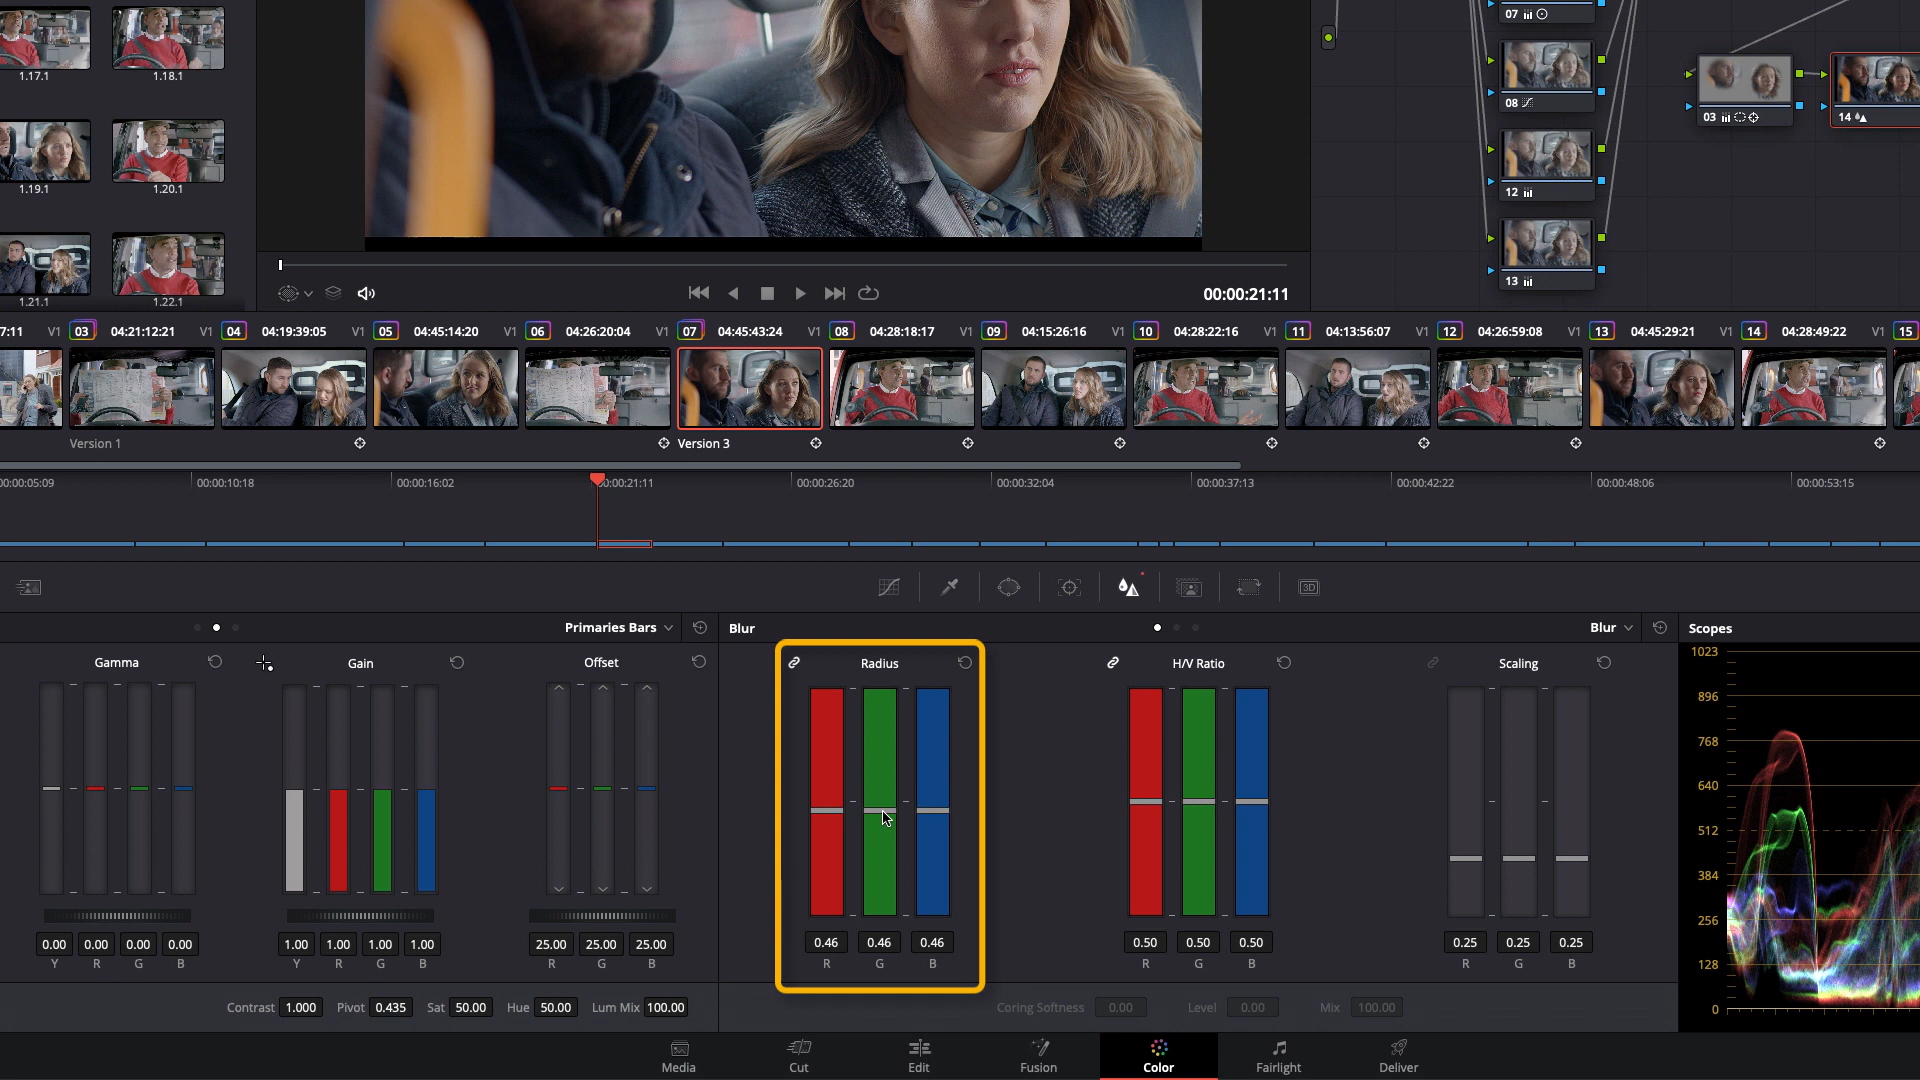 1.17.1
1.18.1
1.19.1
1.20.1
1.21.1
1.22.1
00:00:21:11
07
08
12
13
03
14
7:11 V1 03 04:21:12:21 V1 04 04:19:39:05 V1 05 04:45:14:20 V1 06 04:26:20:04 V1 07 04:45:43:24 V1 08 04:28:18:17 V1 09 04:15:26:16 V1 10 04:28:22:16 V1 11 04:13:56:07 V1 12 04:26:59:08 V1 13 04:45:29:21 V1 14 04:28:49:22 V1 15
Version 1
Version 3
00:00:05:09 00:00:10:18 00:00:16:02 :00:21:11 00:00:26:20 00:00:32:04 00:00:37:13 00:00:42:22 00:00:48:06 00:00:53:15
3D
Primaries Bars
Blur
Blur
Scopes
Gamma
Gain
Offset
Radius
H/V Ratio
Scaling
1023
896
768
640
512
384
256
128
0
0.00 0.00 0.00 0.00
Y R G B
1.00 1.00 1.00 1.00
Y R G B
25.00 25.00 25.00
R G B
0.46 0.46 0.46
R G B
0.50 0.50 0.50
R G B
0.25 0.25 0.25
R G B
Contrast 1.000 Pivot 0.435 Sat 50.00 Hue 50.00 Lum Mix 100.00
Coring Softness 0.00 Level 0.00 Mix 100.00
Media
Cut
Edit
Fusion
Color
Fairlight
Deliver